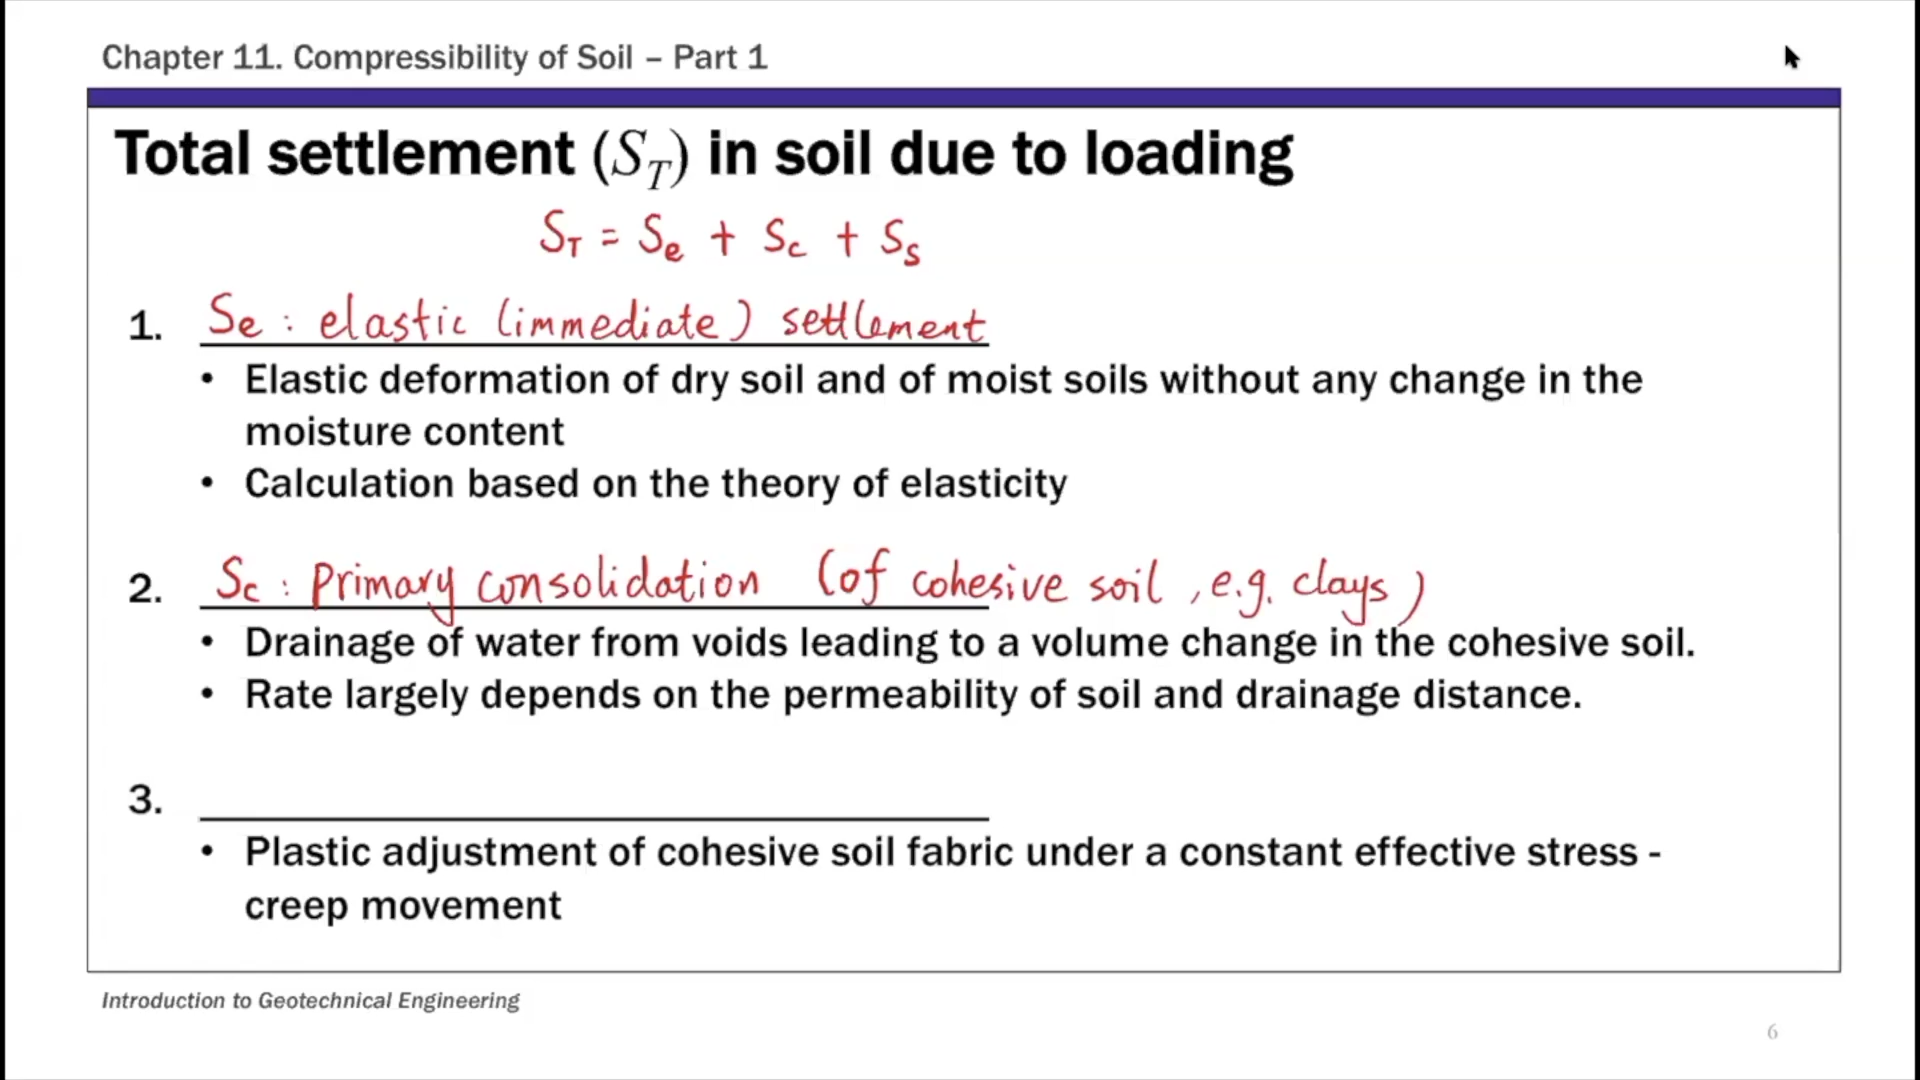 Chapter 11. Compressibility of Soil – Part 1
Total settlement (S_T) in soil due to loading
S_T = S_e + S_c + S_s
1. S_e : elastic (immediate) settlement
• Elastic deformation of dry soil and of moist soils without any change in the
moisture content
• Calculation based on the theory of elasticity
2. S_c : primary consolidation (of cohesive soil, e.g. clays)
• Drainage of water from voids leading to a volume change in the cohesive soil.
• Rate largely depends on the permeability of soil and drainage distance.
3.
• Plastic adjustment of cohesive soil fabric under a constant effective stress -
creep movement
Introduction to Geotechnical Engineering
6